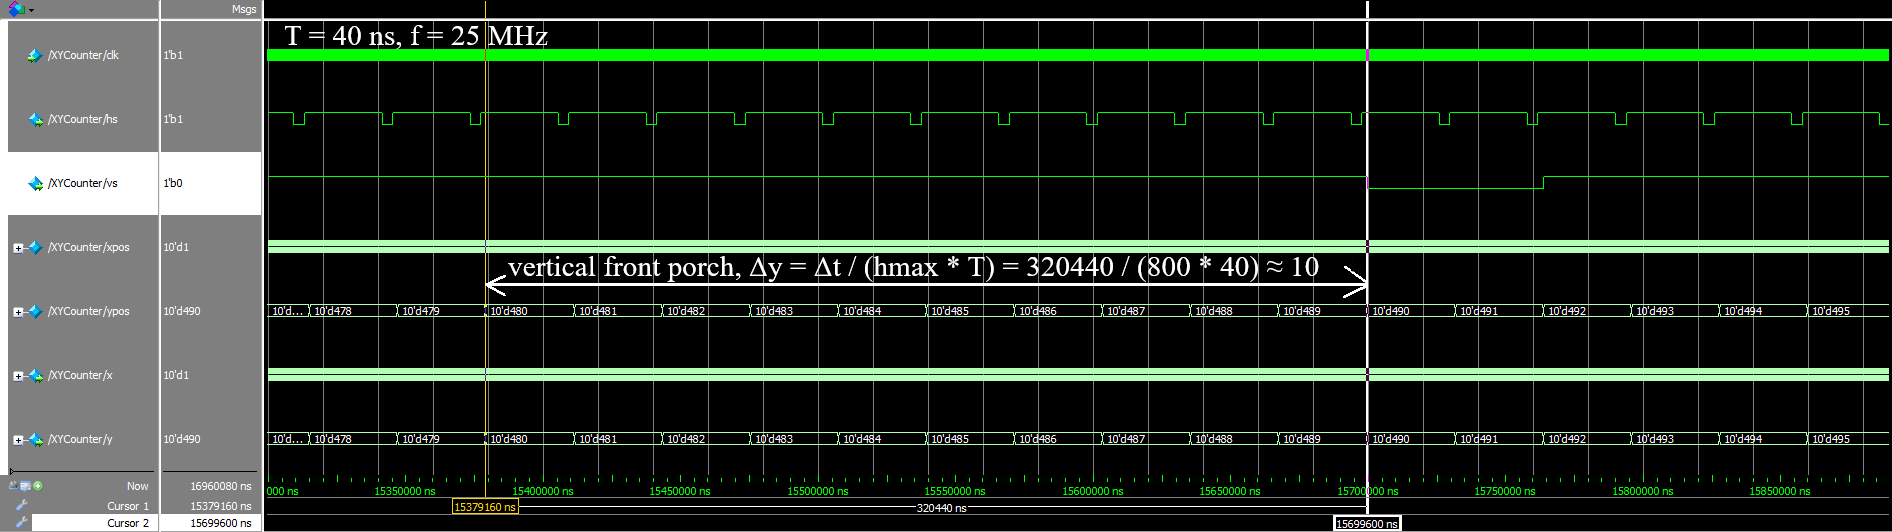 Msgs
T = 40 ns, f = 25 MHz
/XYCounter/clk 1'b1
/XYCounter/hs 1'b1
/XYCounter/vs 1'b0
/XYCounter/xpos 10'd1
vertical front porch, Δy = Δt / (hmax * T) = 320440 / (800 * 40) ≈ 10
/XYCounter/ypos 10'd490 10'd... 10'd478 10'd479 10'd480 10'd481 10'd482 10'd483 10'd484 10'd485 10'd486 10'd487 10'd488 10'd489 10'd490 10'd491 10'd492 10'd493 10'd494 10'd495
/XYCounter/x 10'd1
/XYCounter/y 10'd490 10'd... 10'd478 10'd479 10'd480 10'd481 10'd482 10'd483 10'd484 10'd485 10'd486 10'd487 10'd488 10'd489 10'd490 10'd491 10'd492 10'd493 10'd494 10'd495
Now 16960080 ns 000 ns 15350000 ns 15400000 ns 15450000 ns 15500000 ns 15550000 ns 15600000 ns 15650000 ns 15700000 ns 15750000 ns 15800000 ns 15850000 ns
Cursor 1 15379160 ns 15379160 ns 320440 ns
Cursor 2 15699600 ns 15699600 ns